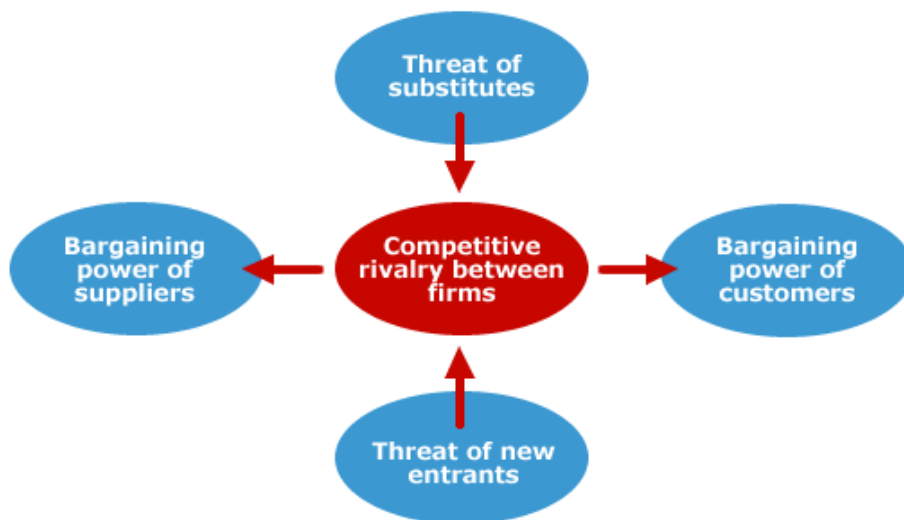 Threat of
substitutes
Bargaining
power of
suppliers
Competitive
rivalry between
firms
Bargaining
power of
customers
Threat of new
entrants